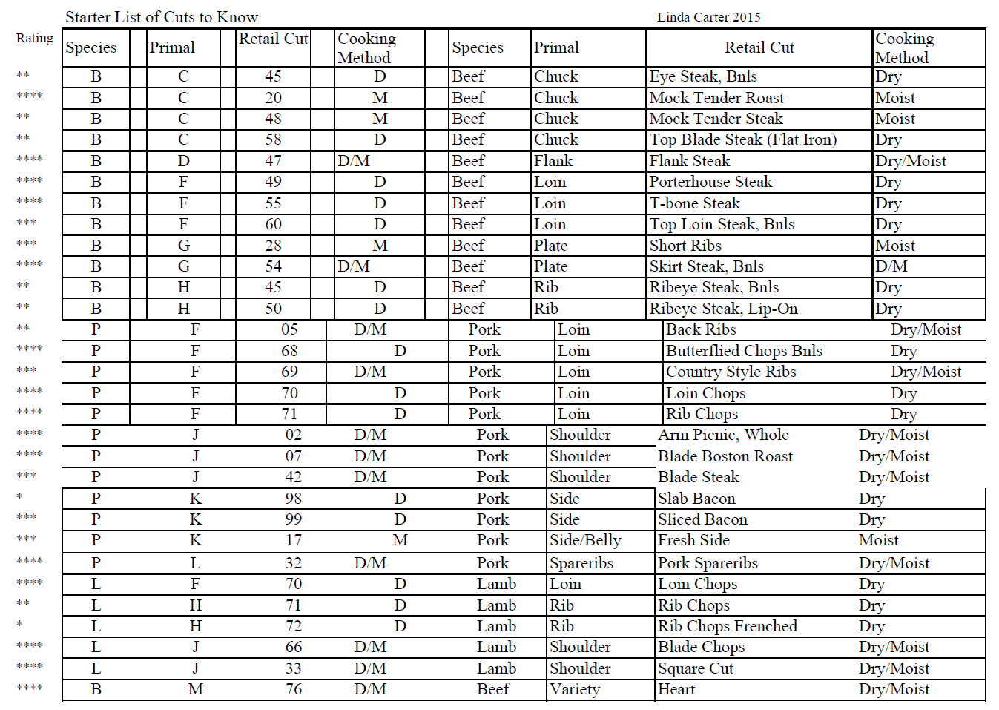 Starter List of Cuts to Know Linda Carter 2015
Rating Species Primal Retail Cut Cooking Method Species Primal Retail Cut Cooking Method
** B C 45 D Beef Chuck Eye Steak, Bnls Dry
**** B C 20 M Beef Chuck Mock Tender Roast Moist
** B C 48 M Beef Chuck Mock Tender Steak Moist
** B C 58 D Beef Chuck Top Blade Steak (Flat Iron) Dry
**** B D 47 D/M Beef Flank Flank Steak Dry/Moist
**** B F 49 D Beef Loin Porterhouse Steak Dry
**** B F 55 D Beef Loin T-bone Steak Dry
*** B F 60 D Beef Loin Top Loin Steak, Bnls Dry
*** B G 28 M Beef Plate Short Ribs Moist
**** B G 54 D/M Beef Plate Skirt Steak, Bnls D/M
** B H 45 D Beef Rib Ribeye Steak, Bnls Dry
** B H 50 D Beef Rib Ribeye Steak, Lip-On Dry
** P F 05 D/M Pork Loin Back Ribs Dry/Moist
**** P F 68 D Pork Loin Butterflied Chops Bnls Dry
*** P F 69 D/M Pork Loin Country Style Ribs Dry/Moist
**** P F 70 D Pork Loin Loin Chops Dry
**** P F 71 D Pork Loin Rib Chops Dry
**** P J 02 D/M Pork Shoulder Arm Picnic, Whole Dry/Moist
**** P J 07 D/M Pork Shoulder Blade Boston Roast Dry/Moist
*** P J 42 D/M Pork Shoulder Blade Steak Dry/Moist
* P K 98 D Pork Side Slab Bacon Dry
*** P K 99 D Pork Side Sliced Bacon Dry
*** P K 17 M Pork Side/Belly Fresh Side Moist
**** P L 32 D/M Pork Spareribs Pork Spareribs Dry/Moist
**** L F 70 D Lamb Loin Loin Chops Dry
** L H 71 D Lamb Rib Rib Chops Dry
* L H 72 D Lamb Rib Rib Chops Frenched Dry
**** L J 66 D/M Lamb Shoulder Blade Chops Dry/Moist
**** L J 33 D/M Lamb Shoulder Square Cut Dry/Moist
**** B M 76 D/M Beef Variety Heart Dry/Moist